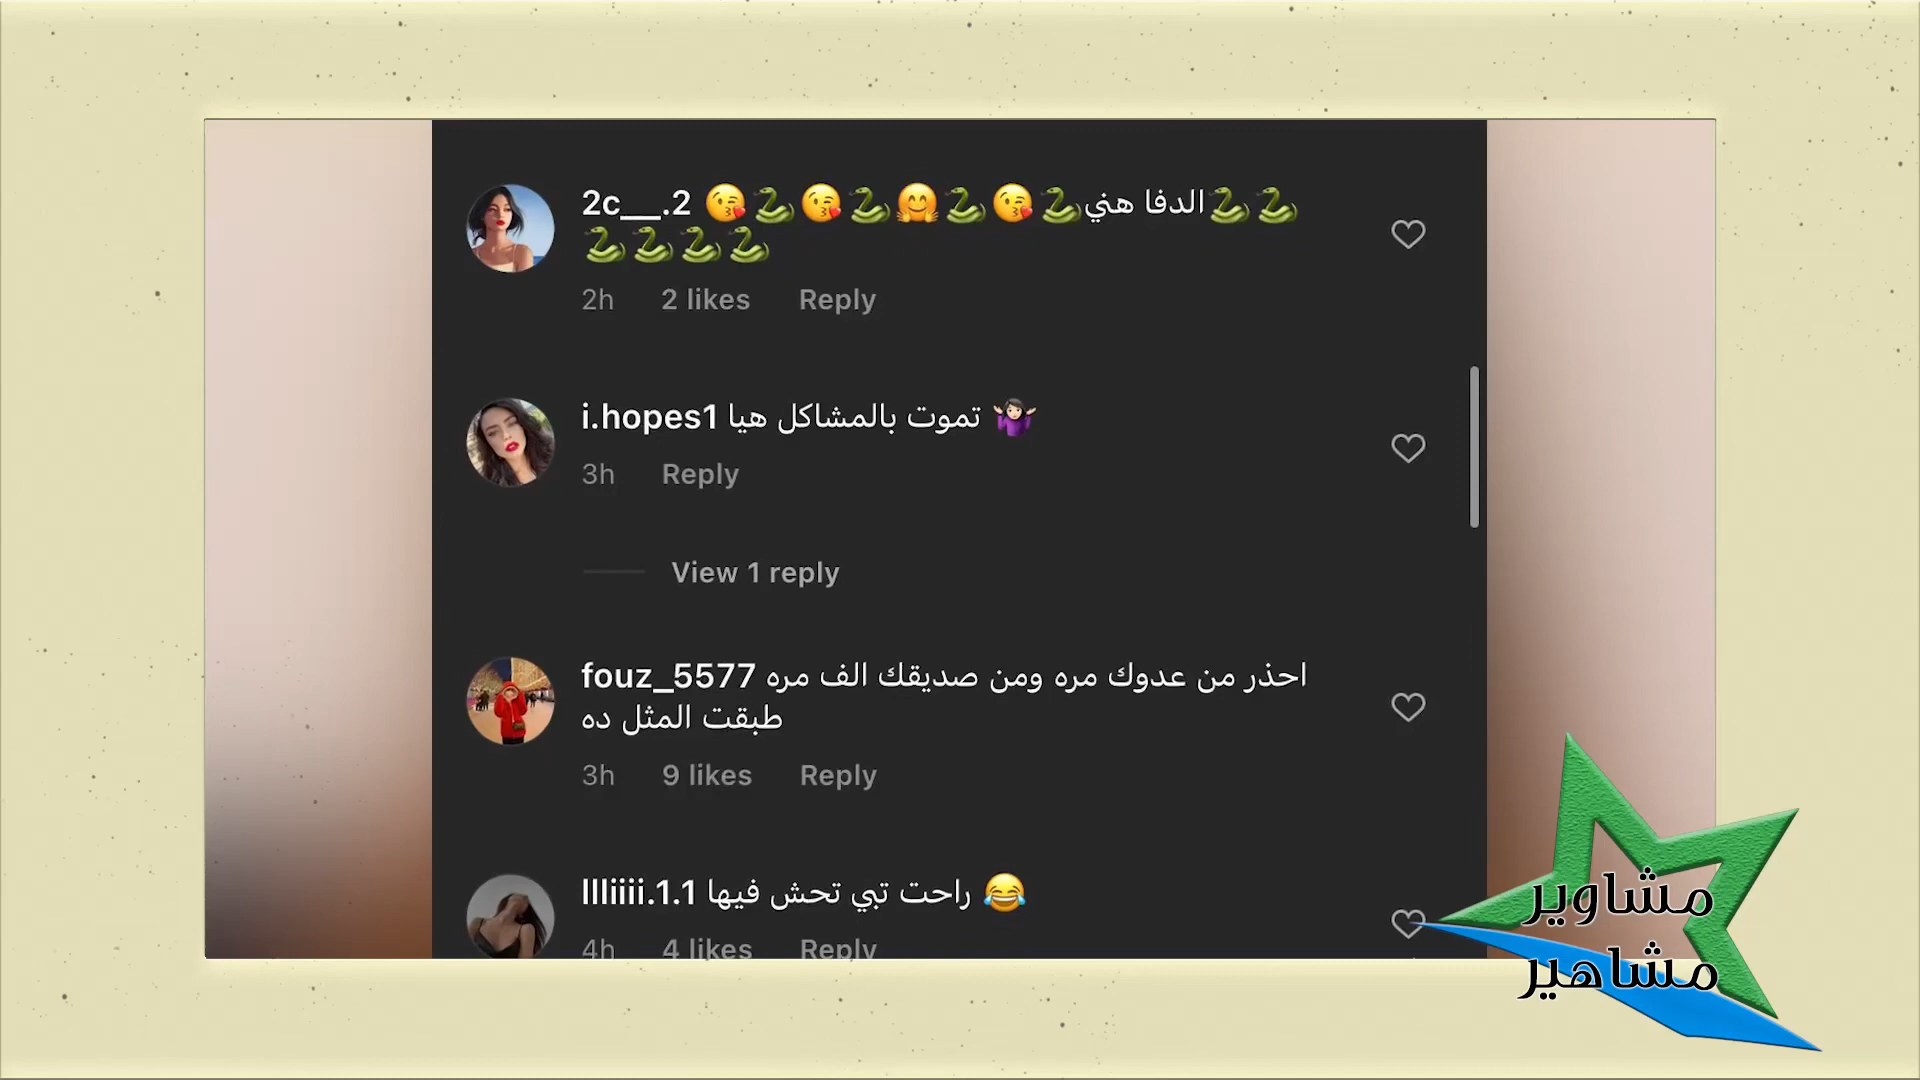 2c___.2 😘🐍😘🐍🤗🐍😘🐍الدفا هني🐍🐍
🐍🐍🐍🐍
2h 2 likes Reply
i.hopes1 تموت بالمشاكل هيا 🤷🏻‍♀️
3h Reply
View 1 reply
fouz_5577 احذر من عدوك مره ومن صديقك الف مره
طبقت المثل ده
3h 9 likes Reply
llliiii.1.1 راحت تبي تحش فيها 😂
4h 4 likes Reply
مشاوير
مشاهير